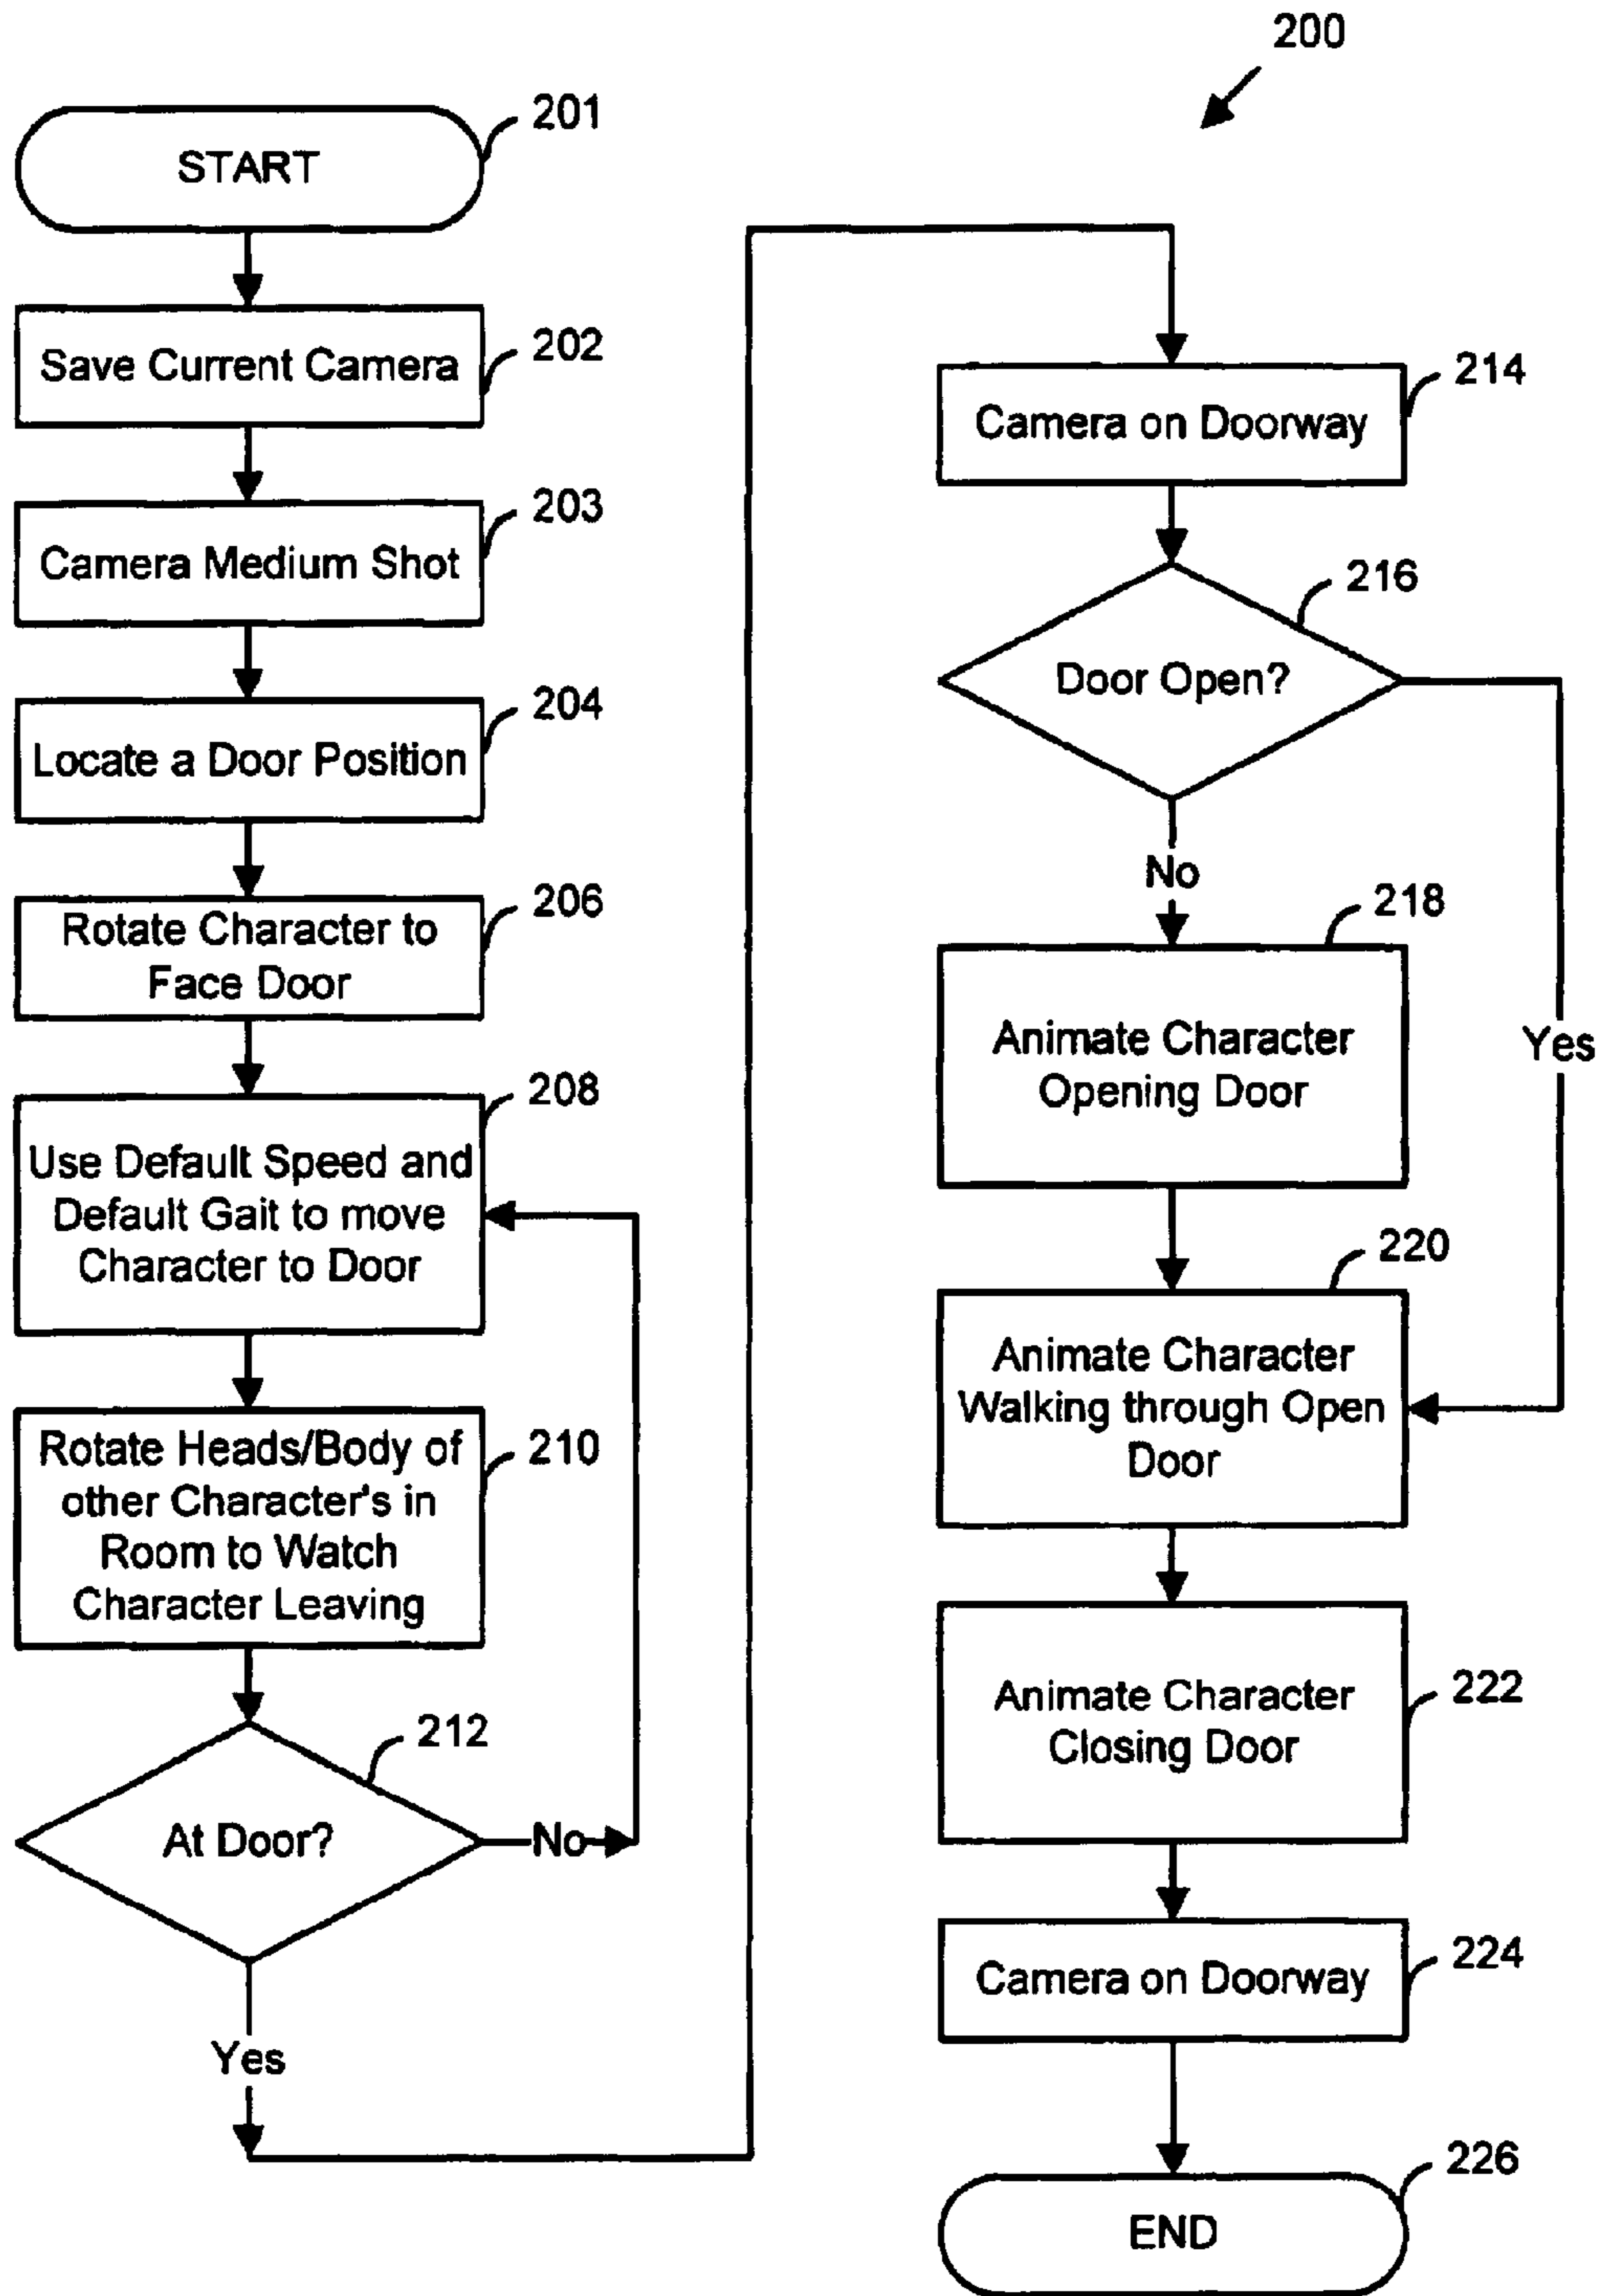 200
START
201
Save Current Camera
202
Camera Medium Shot
203
Locate a Door Position
204
Rotate Character to
Face Door
206
Use Default Speed and
Default Gait to move
Character to Door
208
Rotate Heads/Body of
other Character's in
Room to Watch
Character Leaving
210
At Door?
212
No
Yes
Camera on Doorway
214
Door Open?
216
No
Yes
Animate Character
Opening Door
218
Animate Character
Walking through Open
Door
220
Animate Character
Closing Door
222
Camera on Doorway
224
END
226